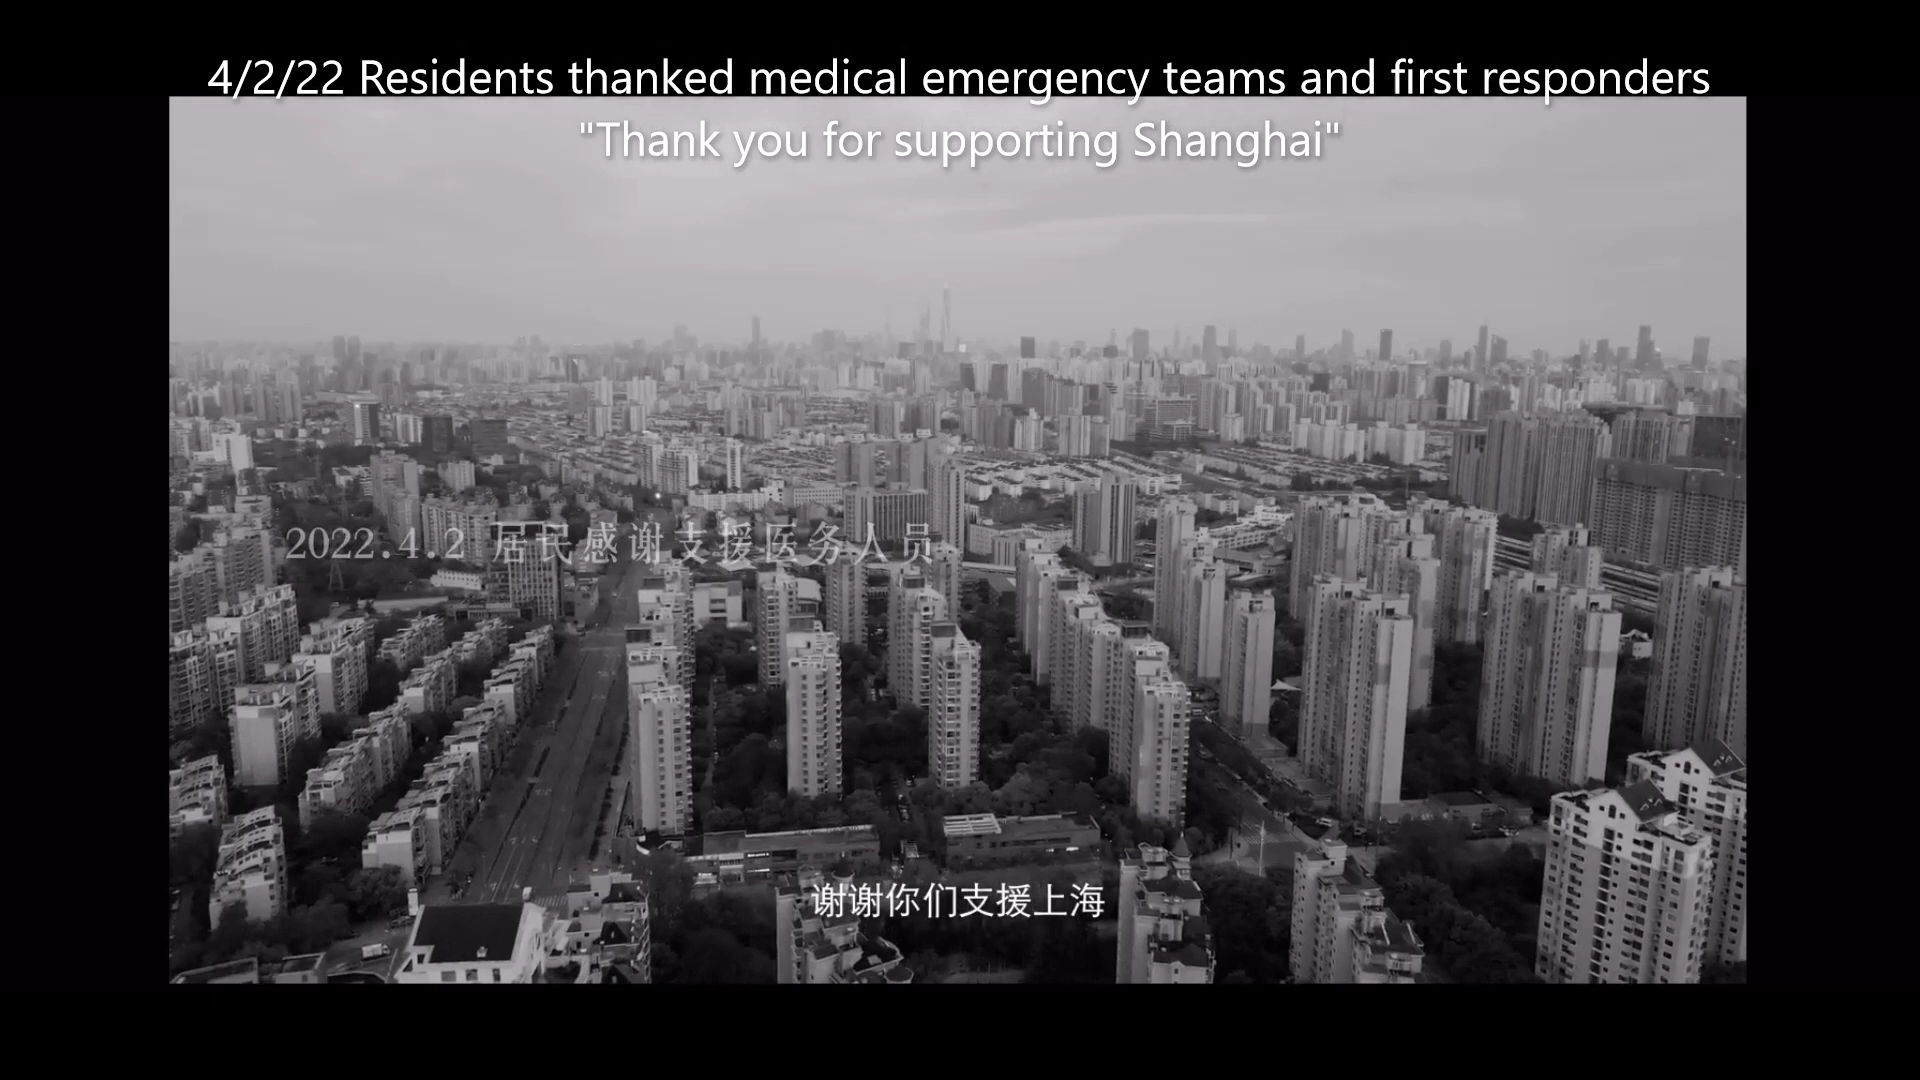 4/2/22 Residents thanked medical emergency teams and first responders
"Thank you for supporting Shanghai"
2022.4.2 居民感谢支援医务人员
谢谢你们支援上海